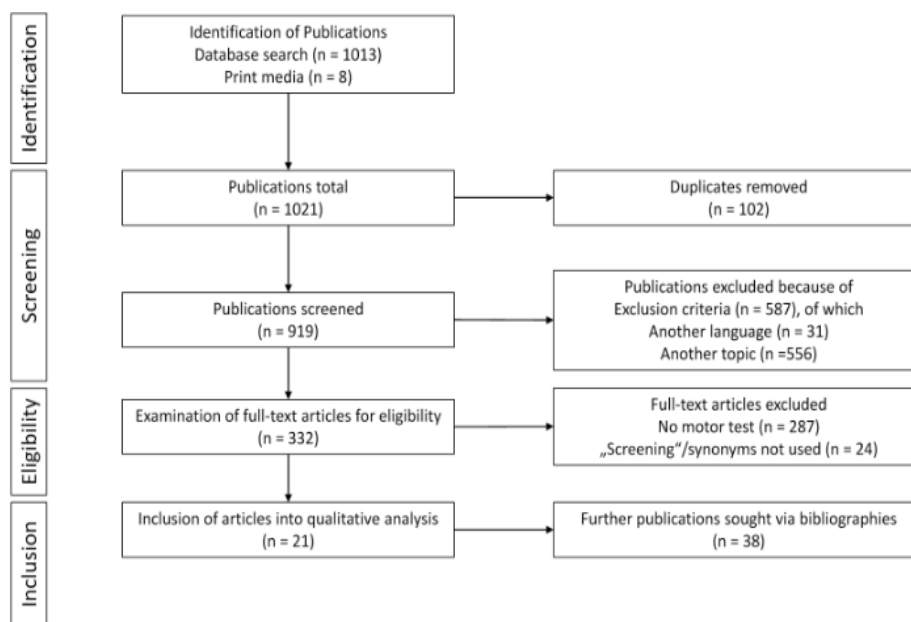 Identification
Identification of Publications
Database search (n = 1013)
Print media (n = 8)
Screening
Publications total
(n = 1021)
Duplicates removed
(n = 102)
Publications screened
(n = 919)
Publications excluded because of
Exclusion criteria (n = 587), of which
Another language (n = 31)
Another topic (n =556)
Eligibility
Examination of full-text articles for eligibility
(n = 332)
Full-text articles excluded
No motor test (n = 287)
„Screening“/synonyms not used (n = 24)
Inclusion
Inclusion of articles into qualitative analysis
(n = 21)
Further publications sought via bibliographies
(n = 38)